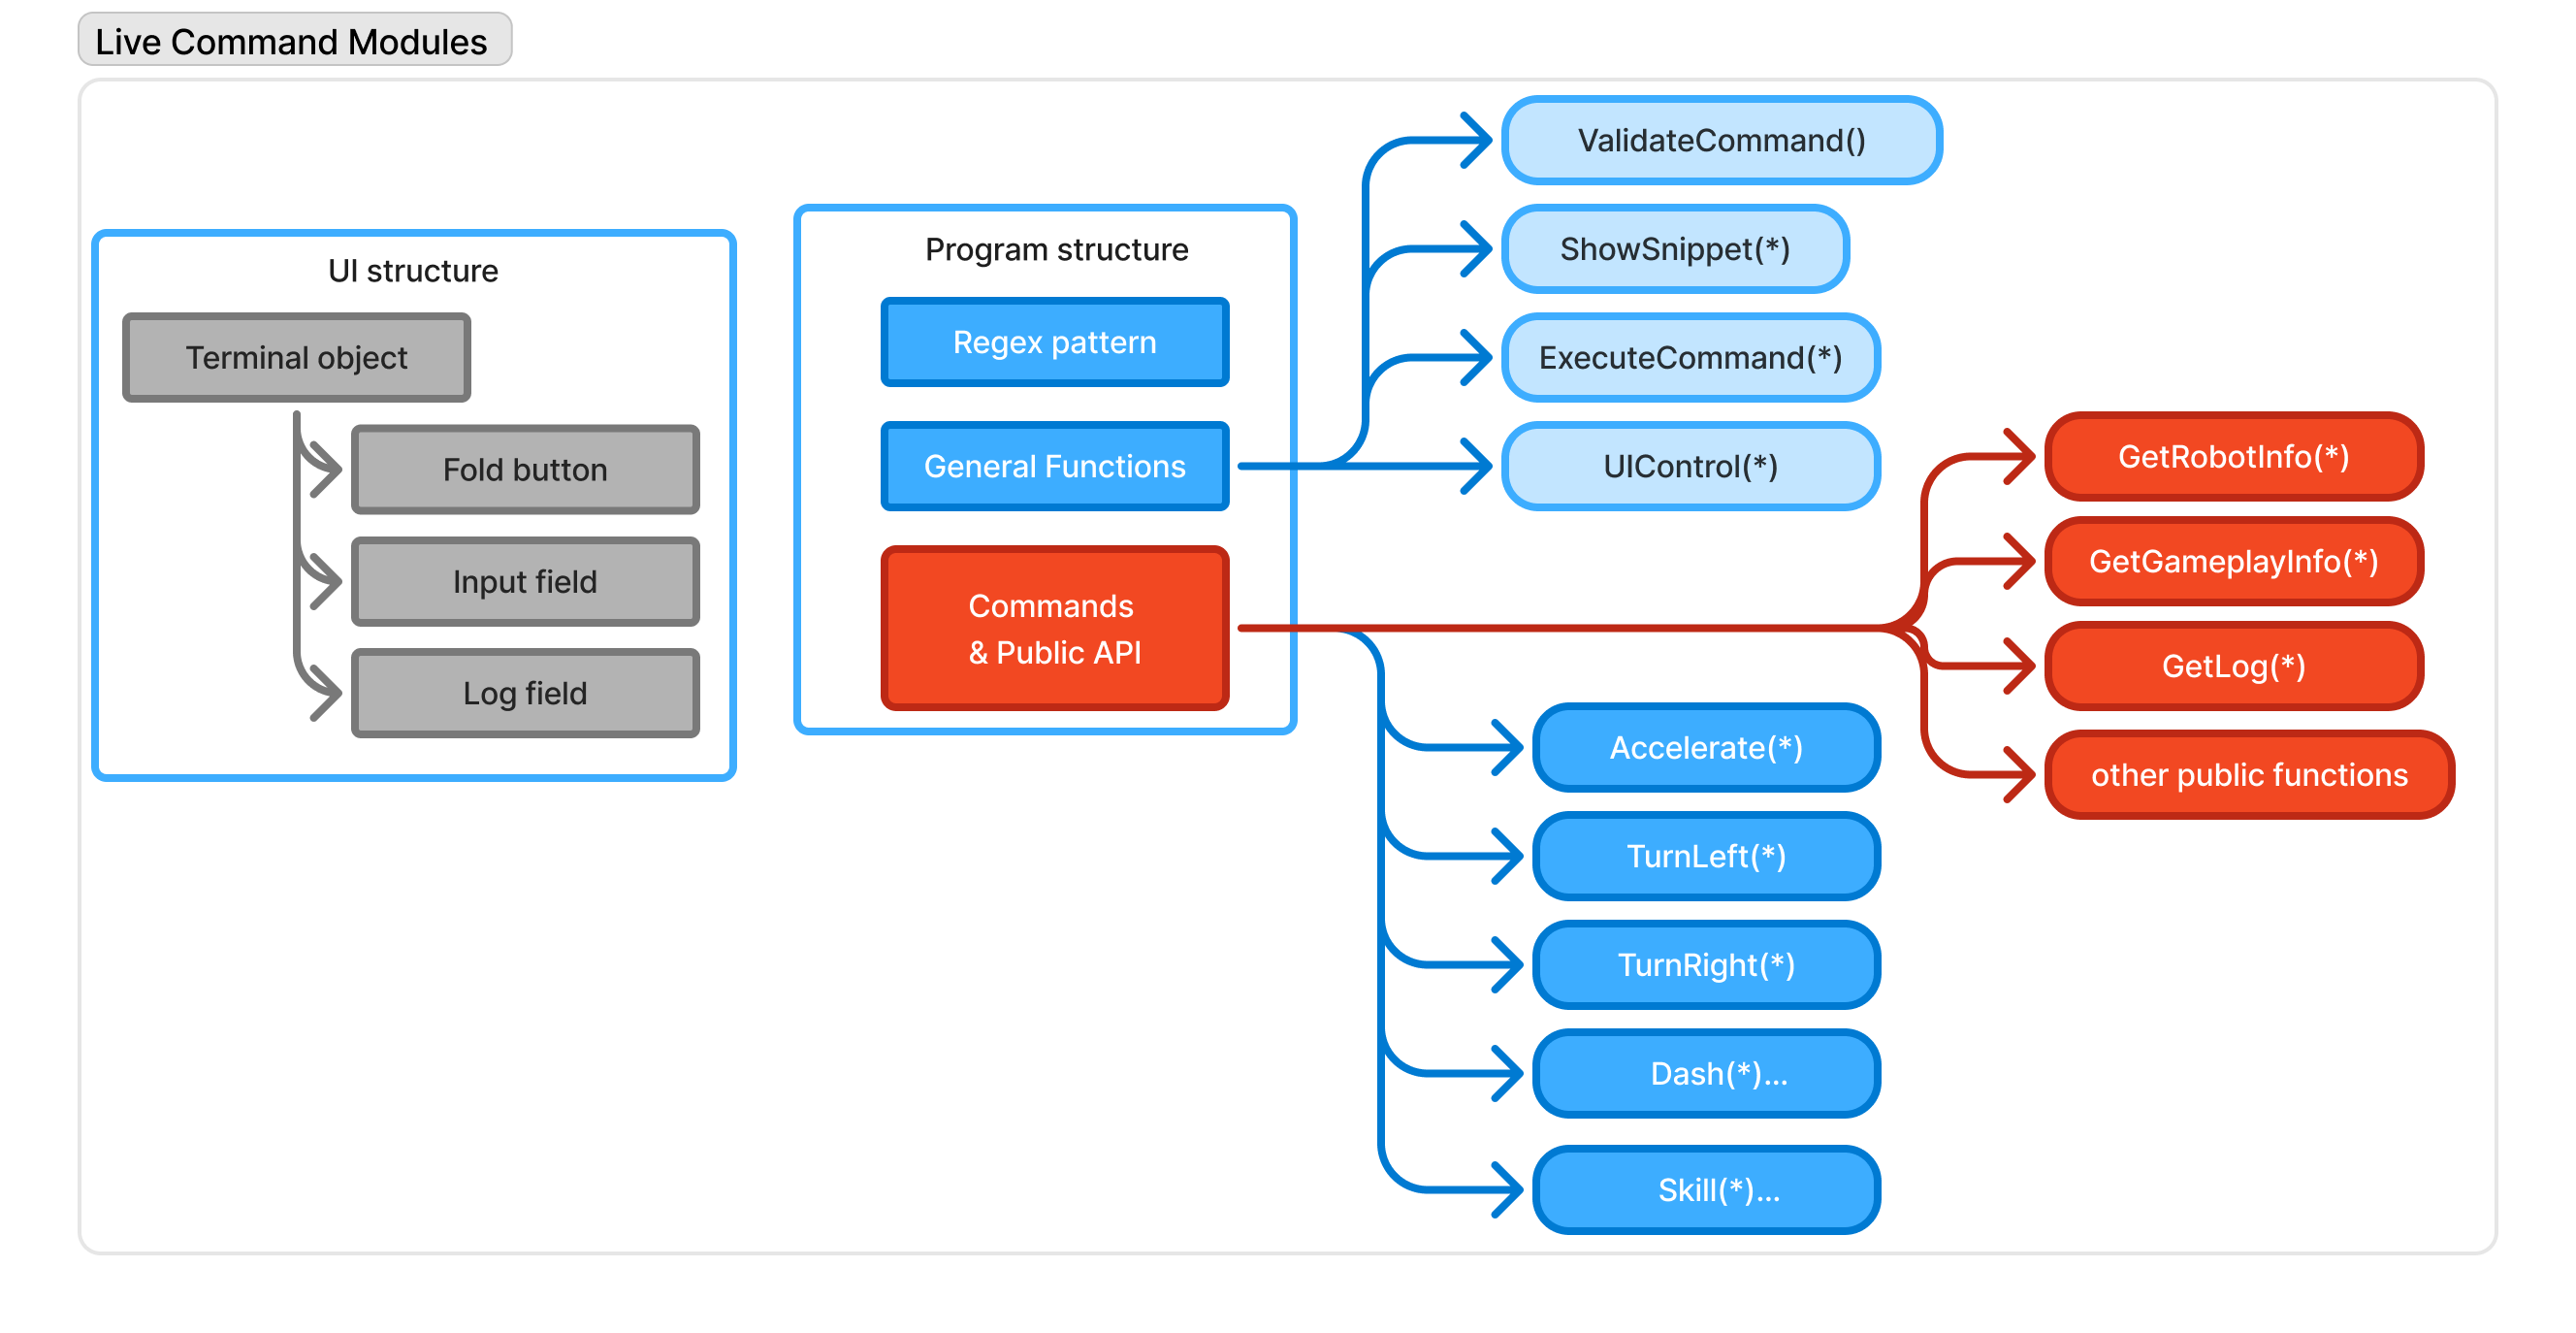 Live Command Modules
UI structure
Terminal object
Fold button
Input field
Log field
Program structure
Regex pattern
General Functions
Commands
& Public API
ValidateCommand()
ShowSnippet(*)
ExecuteCommand(*)
UIControl(*)
Accelerate(*)
TurnLeft(*)
TurnRight(*)
Dash(*)...
Skill(*)...
GetRobotInfo(*)
GetGameplayInfo(*)
GetLog(*)
other public functions